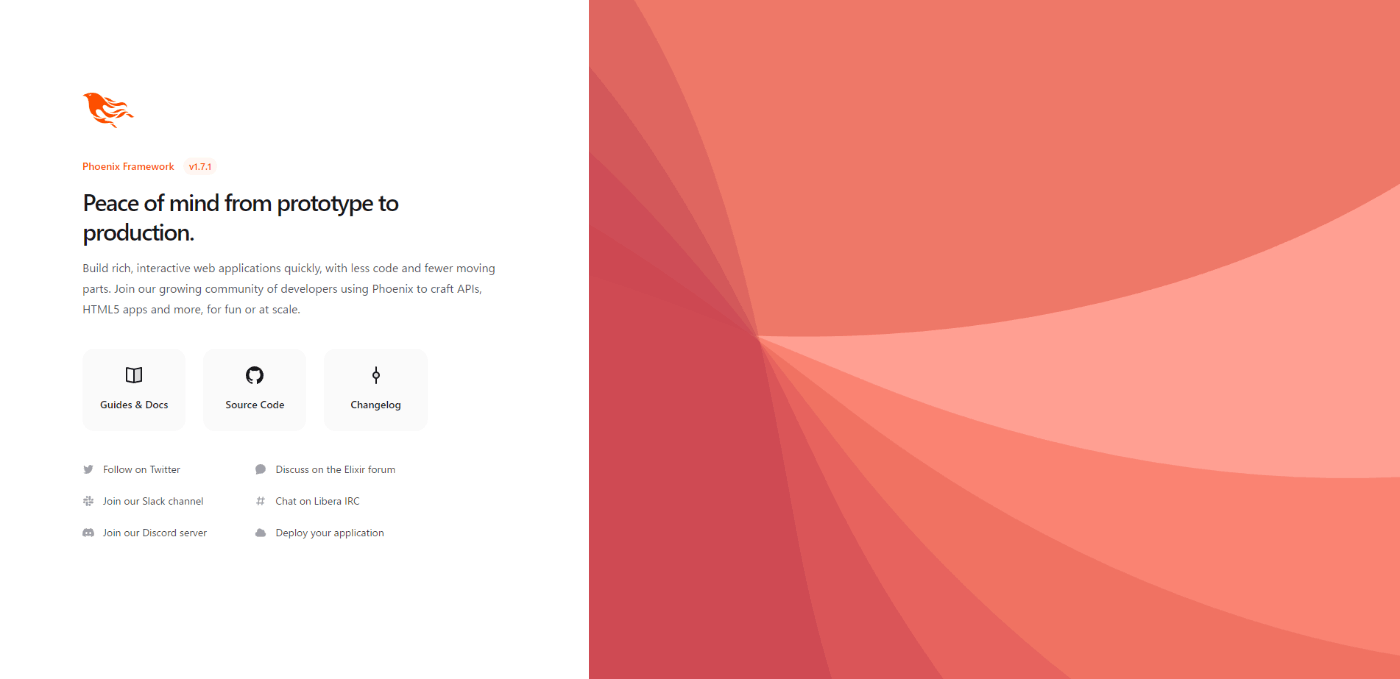 Phoenix Framework v1.7.1
Peace of mind from prototype to
production.
Build rich, interactive web applications quickly, with less code and fewer moving
parts. Join our growing community of developers using Phoenix to craft APIs,
HTML5 apps and more, for fun or at scale.
Guides & Docs
Source Code
Changelog
Follow on Twitter
Discuss on the Elixir forum
Join our Slack channel
Chat on Libera IRC
Join our Discord server
Deploy your application